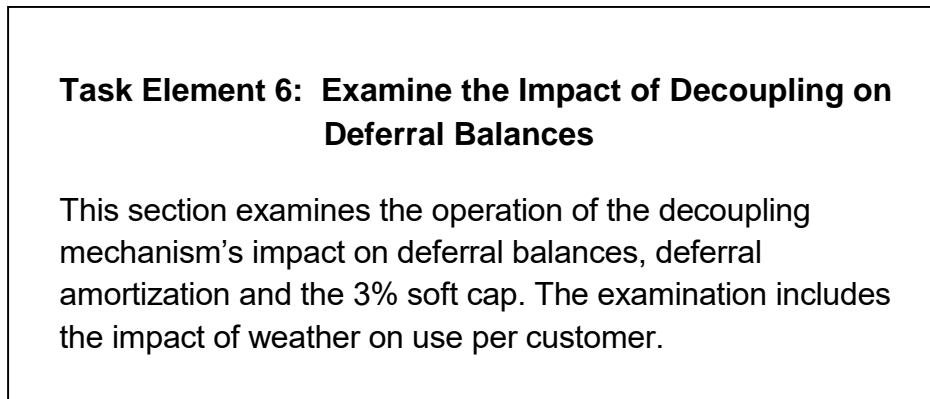 Task Element 6:  Examine the Impact of Decoupling on
Deferral Balances
This section examines the operation of the decoupling
mechanism’s impact on deferral balances, deferral
amortization and the 3% soft cap. The examination includes
the impact of weather on use per customer.